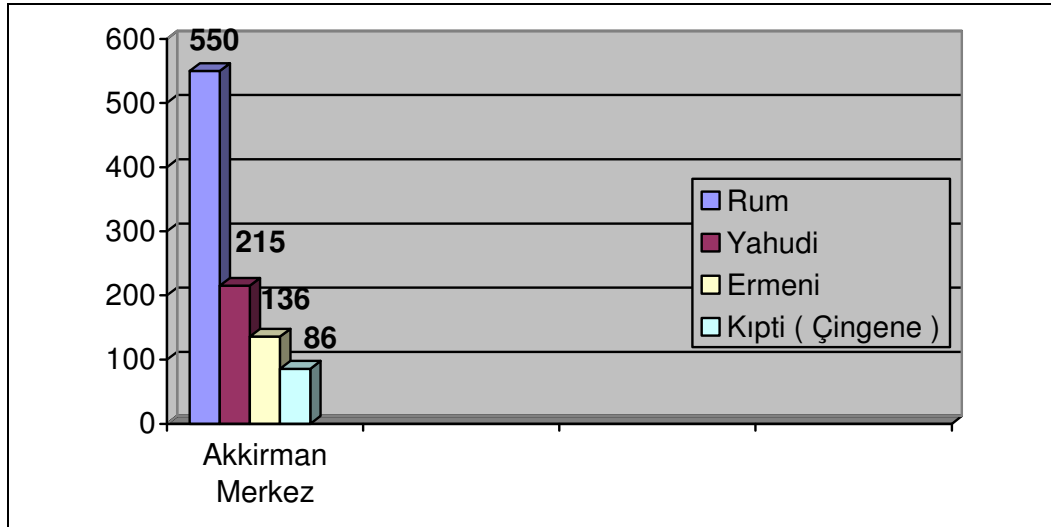 600
500
400
300
200
100
0
550
215
136
86
Akkirman
Merkez
Rum
Yahudi
Ermeni
Kıpti ( Çingene )